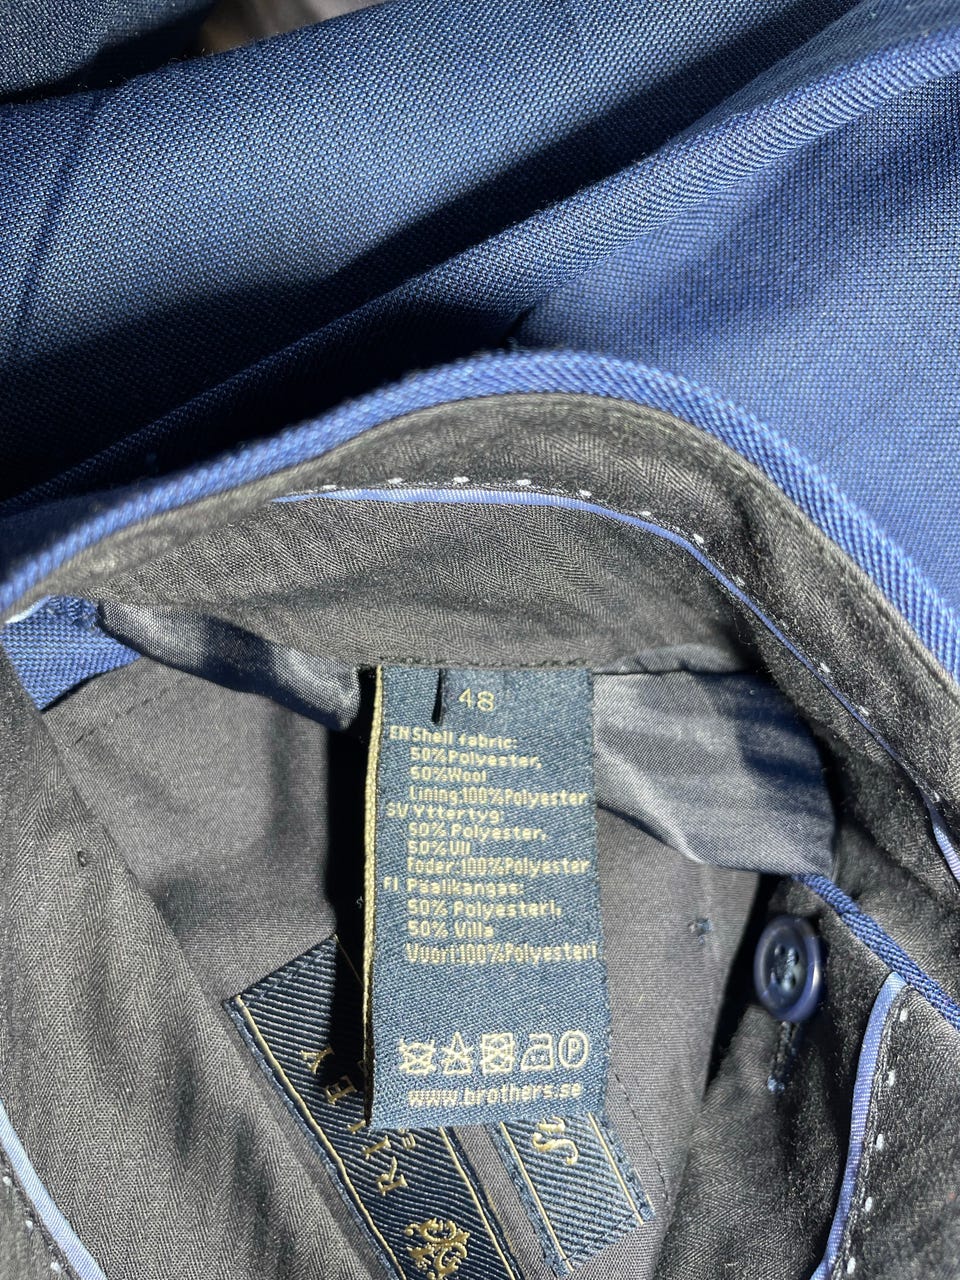 48
EN Shell fabric:
50%Polyester,
50%Wool
Lining:100%Polyester
SV Yttertyg:
50% Polyester,
50% Ull
Foder:100%Polyester
FI Päälikangas:
50% Polyesteri,
50% Villa
Vuori:100%Polyesteri
P
www.brothers.se